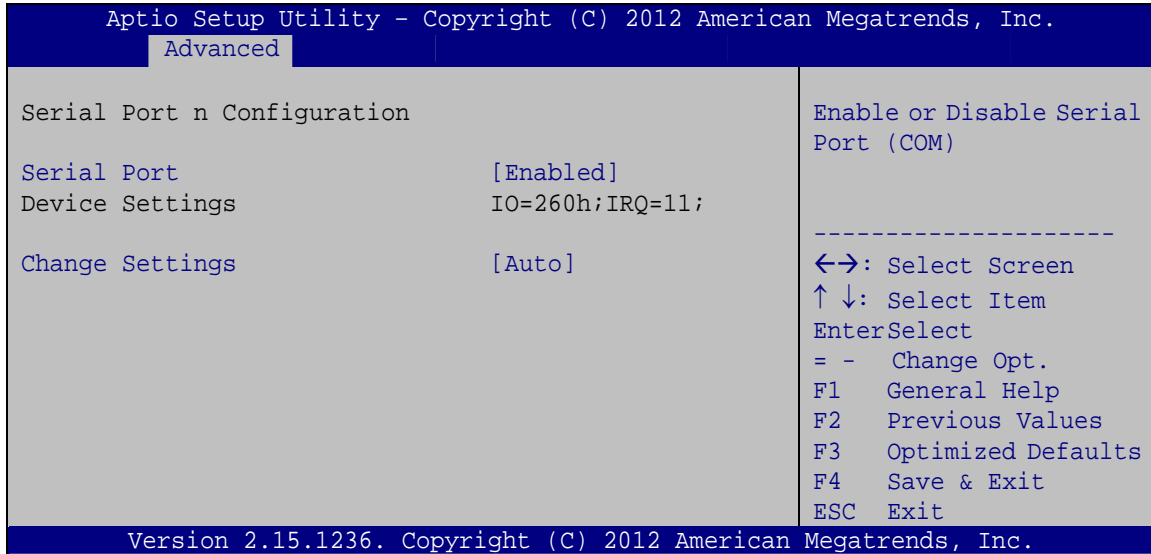 Aptio Setup Utility – Copyright (C) 2012 American Megatrends, Inc.
Advanced
Serial Port n Configuration
Serial Port [Enabled]
Device Settings IO=260h;IRQ=11;
Change Settings [Auto]
Enable or Disable Serial
Port (COM)
---------------------
←→: Select Screen
↑ ↓: Select Item
EnterSelect
= - Change Opt.
F1 General Help
F2 Previous Values
F3 Optimized Defaults
F4 Save & Exit
ESC Exit
Version 2.15.1236. Copyright (C) 2012 American Megatrends, Inc.